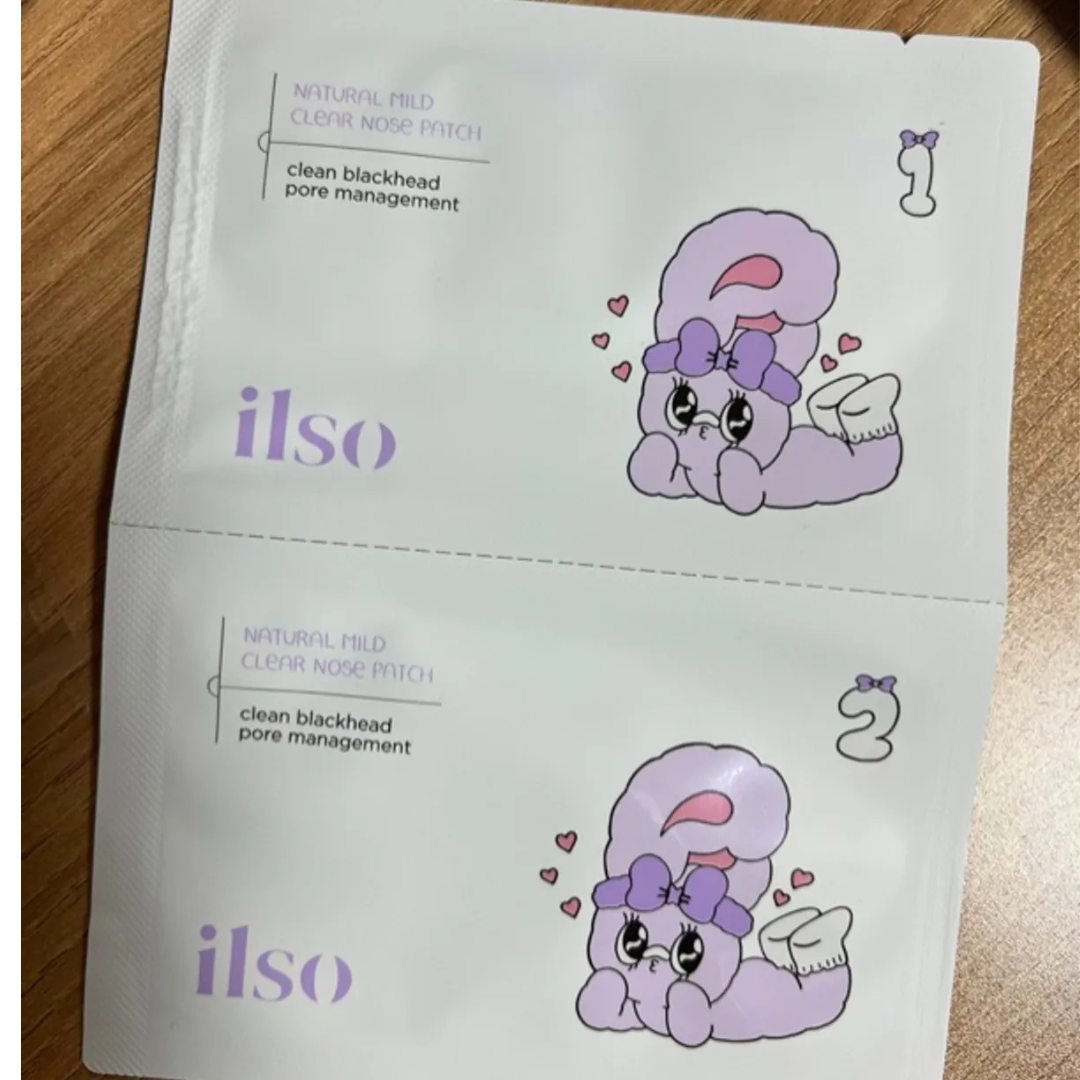 NATURAL MILD
CLEAR NOSE PATCH
clean blackhead
pore management
1
ilso
NATURAL MILD
CLEAR NOSE PATCH
clean blackhead
pore management
2
ilso